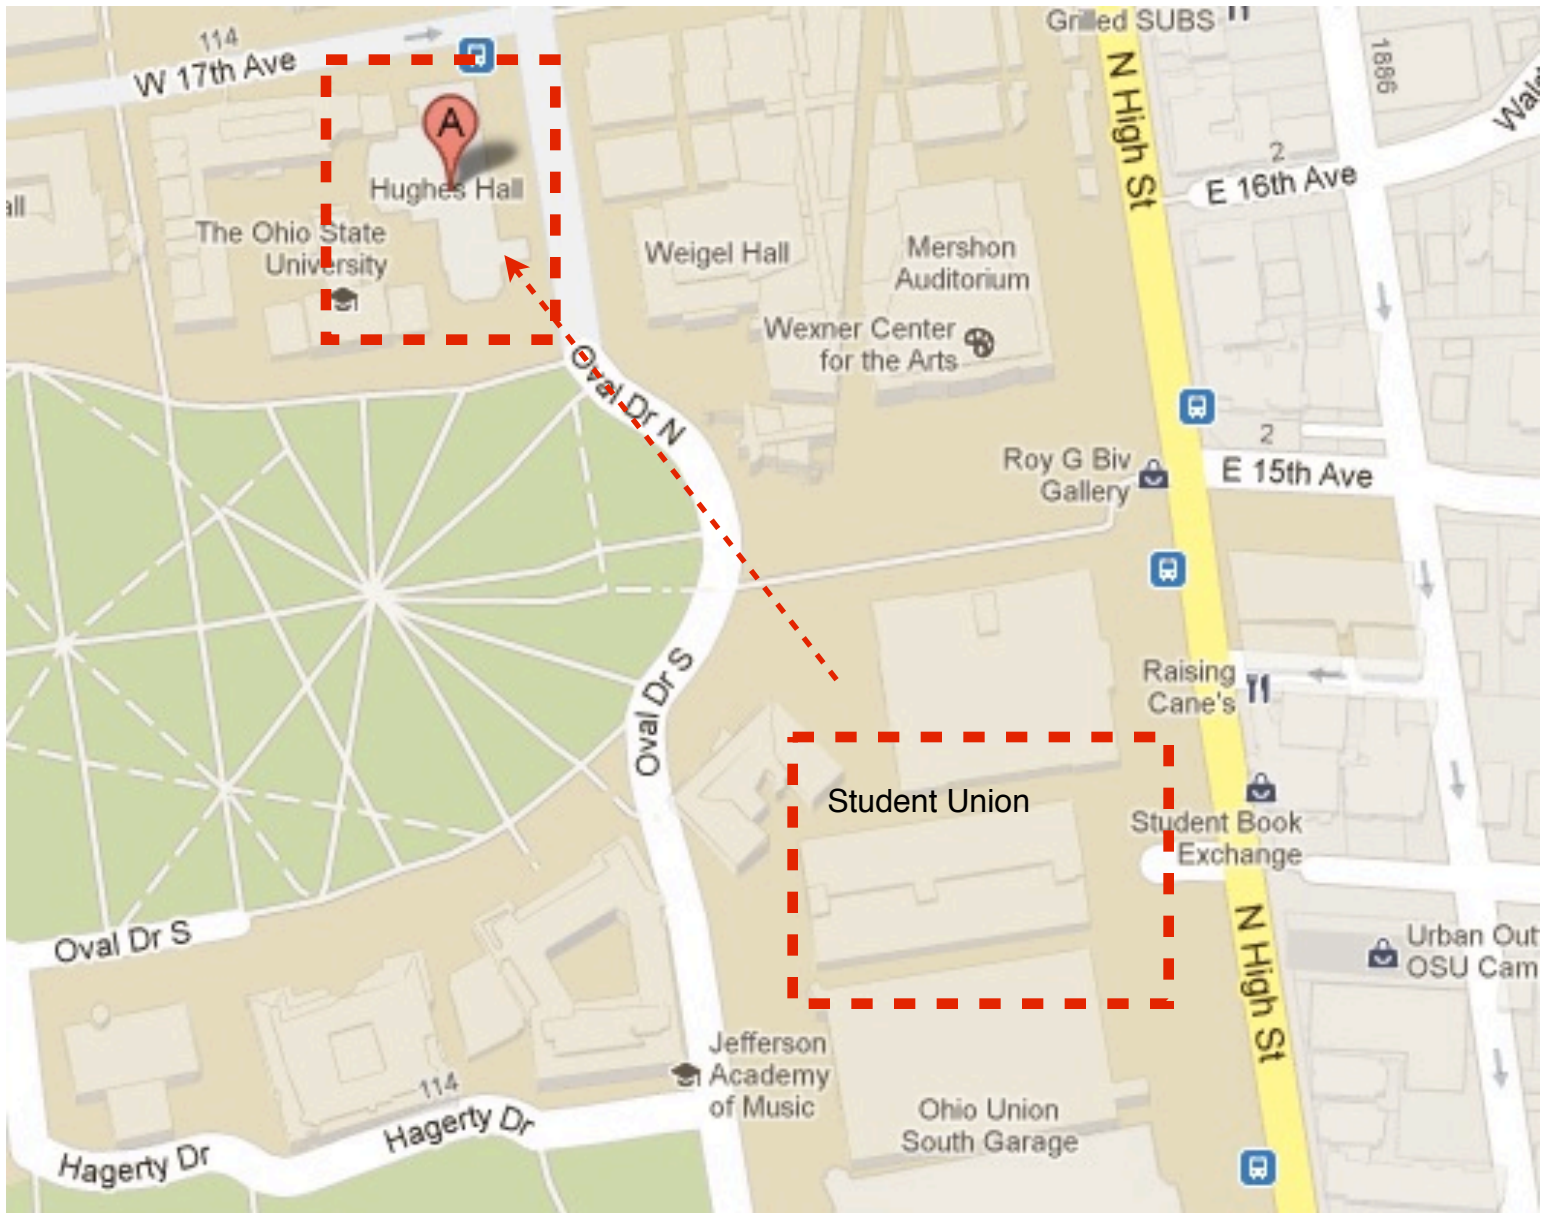 Grilled SUBS
114
W 17th Ave
N High St
1886
A
2
E 16th Ave
Hughes Hall
The Ohio State
University
Weigel Hall
Mershon
Auditorium
Wexner Center
for the Arts
Oval Dr N
2
E 15th Ave
Roy G Biv
Gallery
Oval Dr S
Raising
Cane's
Student Union
Student Book
Exchange
Oval Dr S
N High St
Urban Out
OSU Cam
Jefferson
Academy
of Music
114
Hagerty Dr
Hagerty Dr
Ohio Union
South Garage